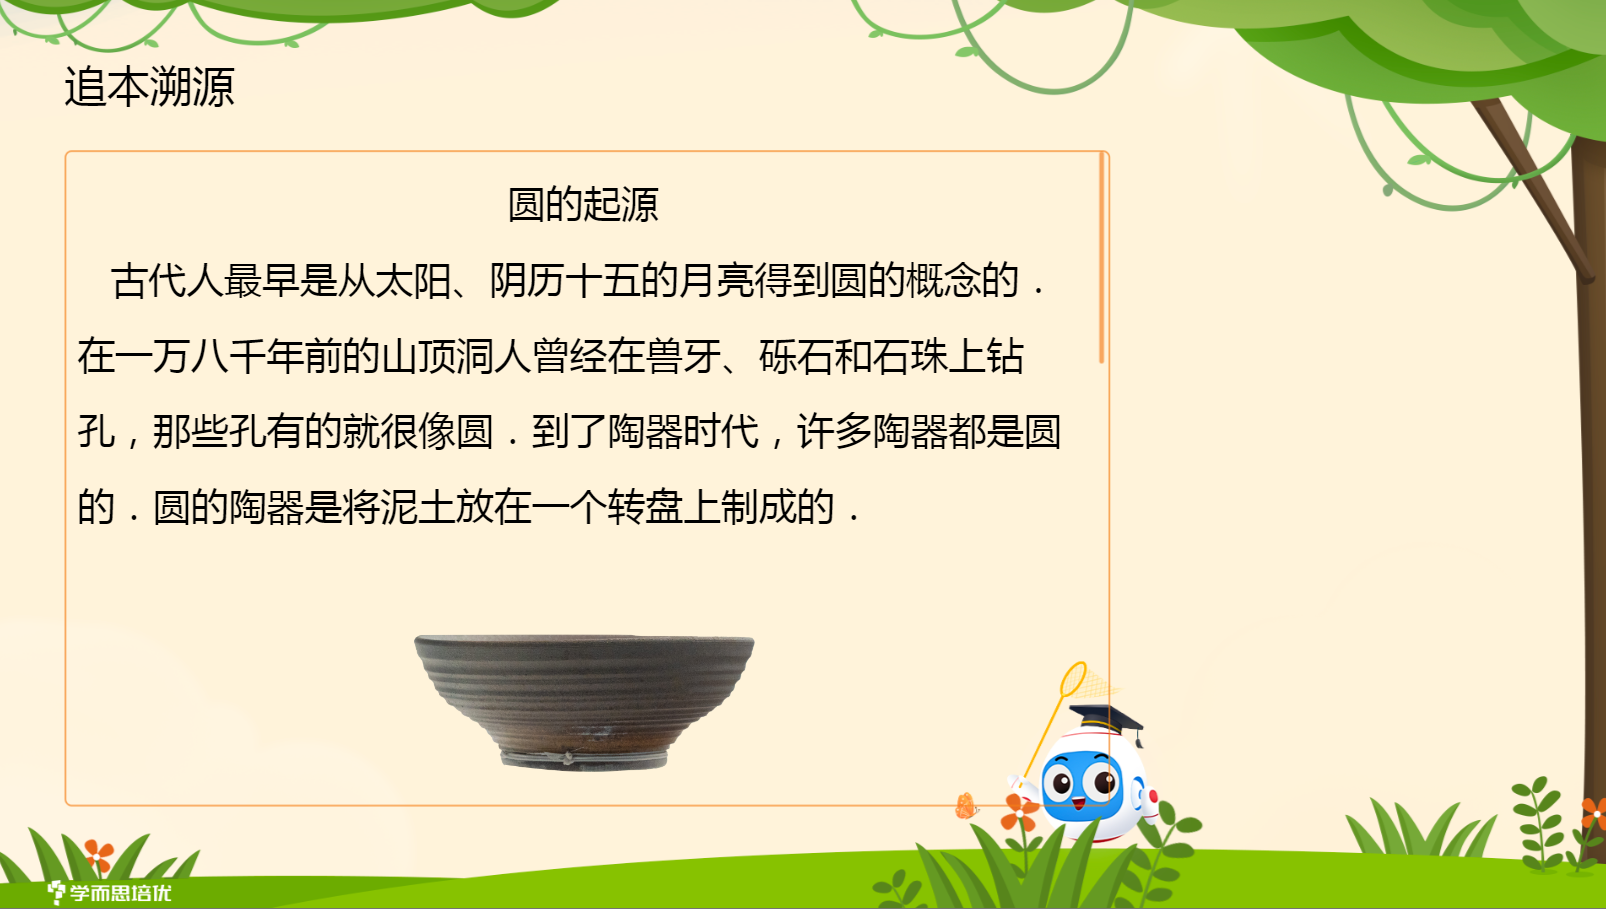 追本溯源
圆的起源
古代人最早是从太阳、阴历十五的月亮得到圆的概念的．
在一万八千年前的山顶洞人曾经在兽牙、砾石和石珠上钻
孔，那些孔有的就很像圆．到了陶器时代，许多陶器都是圆
的．圆的陶器是将泥土放在一个转盘上制成的．
学而思培优